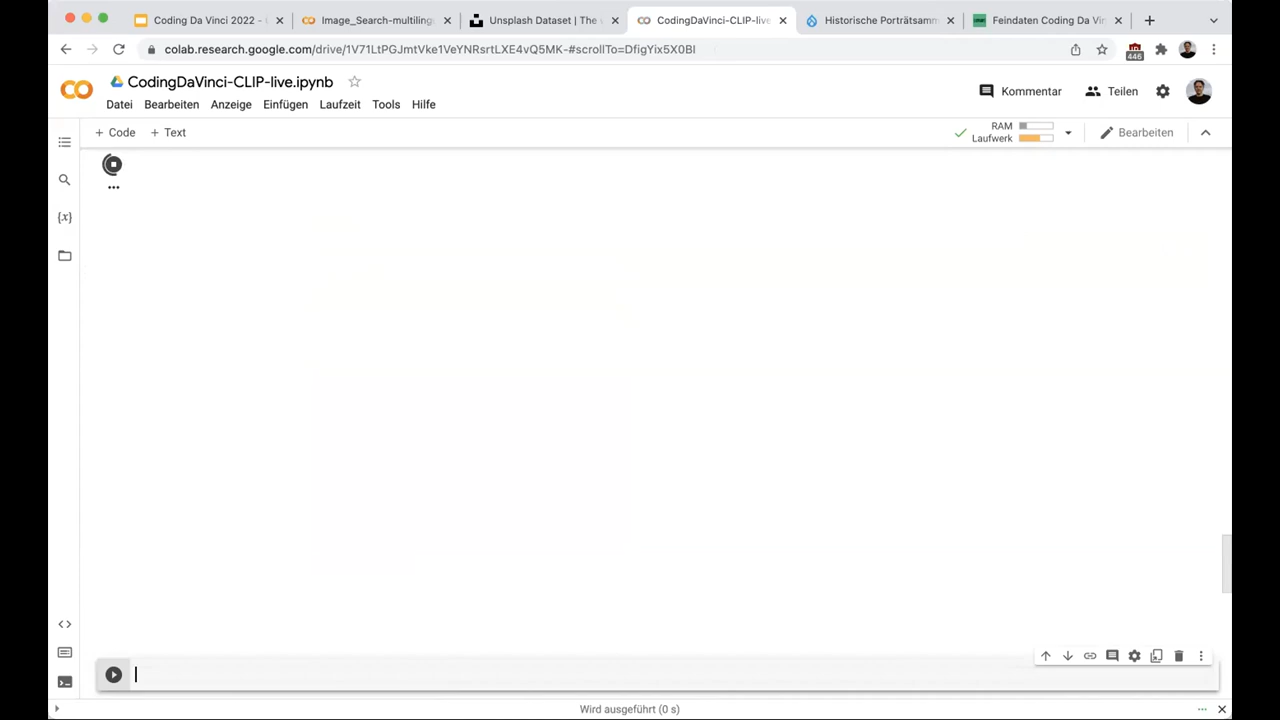 Coding Da Vinci 2022 -
Image_Search-multiling
Unsplash Dataset | The
CodingDaVinci-CLIP-live
Historische Porträtsamm
Feindaten Coding Da Vin
colab.research.google.com/drive/1V71LtPGJmtVke1VeYNRsrtLXE4vQ5MK-#scrollTo=DfigYix5X0BI
446
CodingDaVinci-CLIP-live.ipynb
Datei Bearbeiten Anzeige Einfügen Laufzeit Tools Hilfe
Kommentar
Teilen
+ Code + Text
RAM
Laufwerk
Bearbeiten
{x}
Wird ausgeführt (0 s)